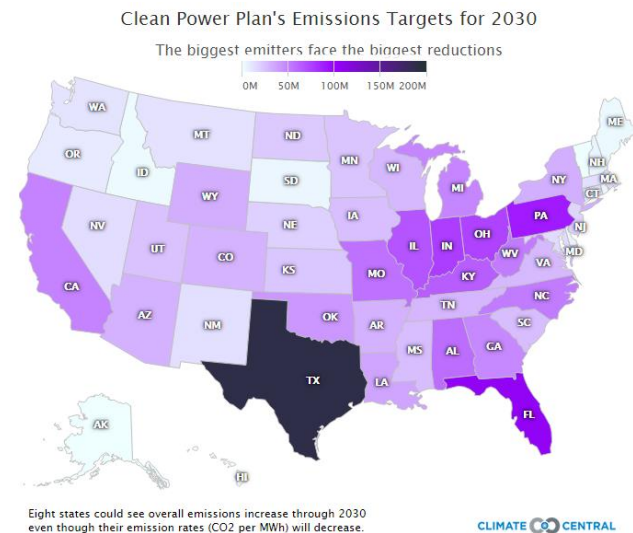 Clean Power Plan's Emissions Targets for 2030
The biggest emitters face the biggest reductions
0M 50M 100M 150M 200M
WA
MT
ND
MN
ME
OR
ID
SD
WI
MI
NY
NH
MA
CT
WY
IA
PA
NJ
NV
UT
CO
NE
IL
IN
OH
MD
WV
VA
CA
KS
MO
KY
NC
AZ
NM
OK
AR
TN
SC
MS
AL
GA
TX
LA
FL
AK
HI
Eight states could see overall emissions increase through 2030
even though their emission rates (CO2 per MWh) will decrease.
CLIMATE CENTRAL